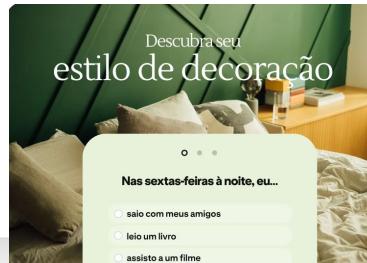 Descubra seu
estilo de decoração
Nas sextas-feiras à noite, eu...
saio com meus amigos
leio um livro
assisto a um filme